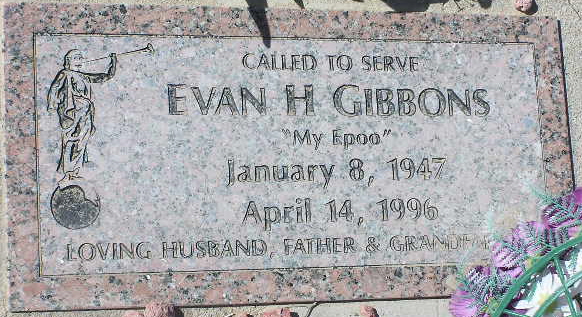 CALLED TO SERVE
EVAN H GIBBONS
"My Epoo"
January 8, 1947
April 14, 1996
LOVING HUSBAND, FATHER &